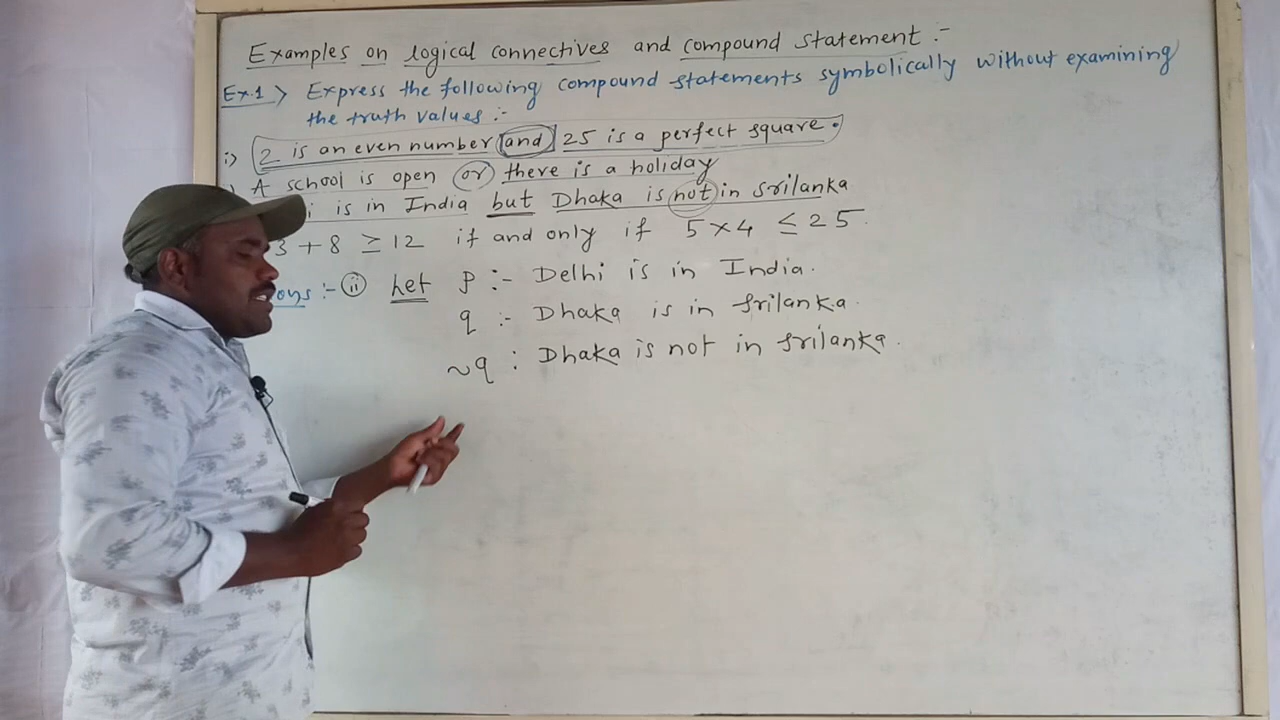 Examples on logical connectives and compound statement :-
Ex.1> Express the following compound statements symbolically without examining
the truth values :-
i> 2 is an even number and 25 is a perfect square.
A school is open or there is a holiday
i is in India but Dhaka is not in srilanka
3 + 8 ≥ 12 if and only if 5 × 4 ≤ 25.
ons :- ⓘⓘ Let p :- Delhi is in India.
q :- Dhaka is in srilanka.
~q : Dhaka is not in srilanka.